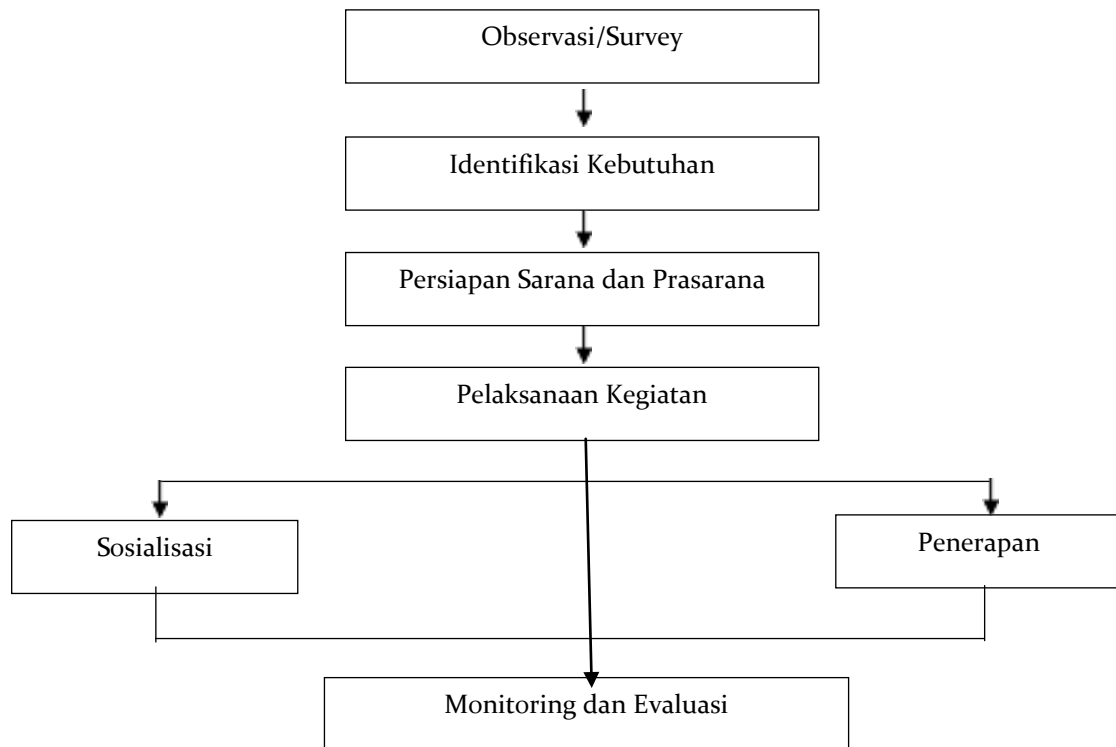 Observasi/Survey
Identifikasi Kebutuhan
Persiapan Sarana dan Prasarana
Pelaksanaan Kegiatan
Sosialisasi
Penerapan
Monitoring dan Evaluasi